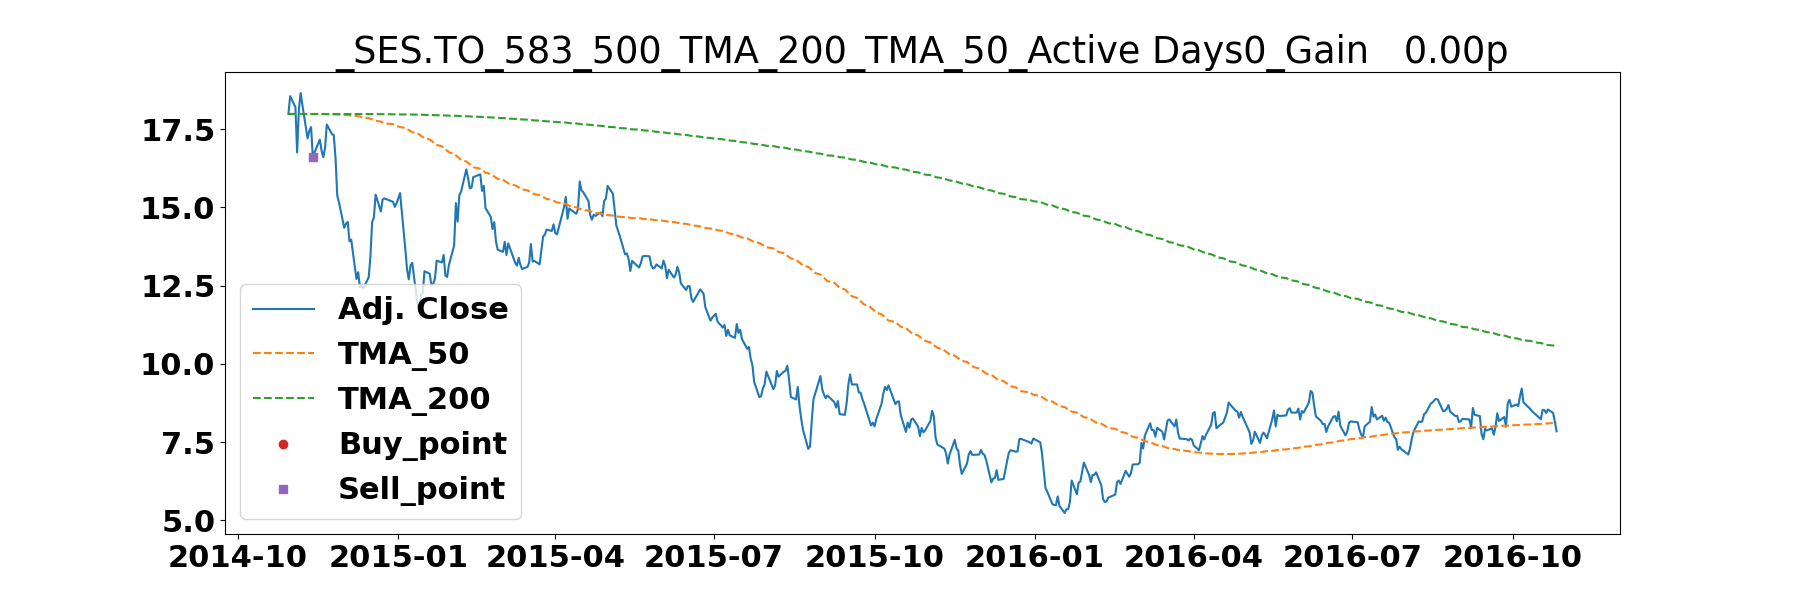 _SES.TO_583_500_TMA_200_TMA_50_Active Days0_Gain   0.00p
17.5
15.0
12.5
10.0
7.5
5.0
Adj. Close
TMA_50
TMA_200
Buy_point
Sell_point
2014-10 2015-01 2015-04 2015-07 2015-10 2016-01 2016-04 2016-07 2016-10